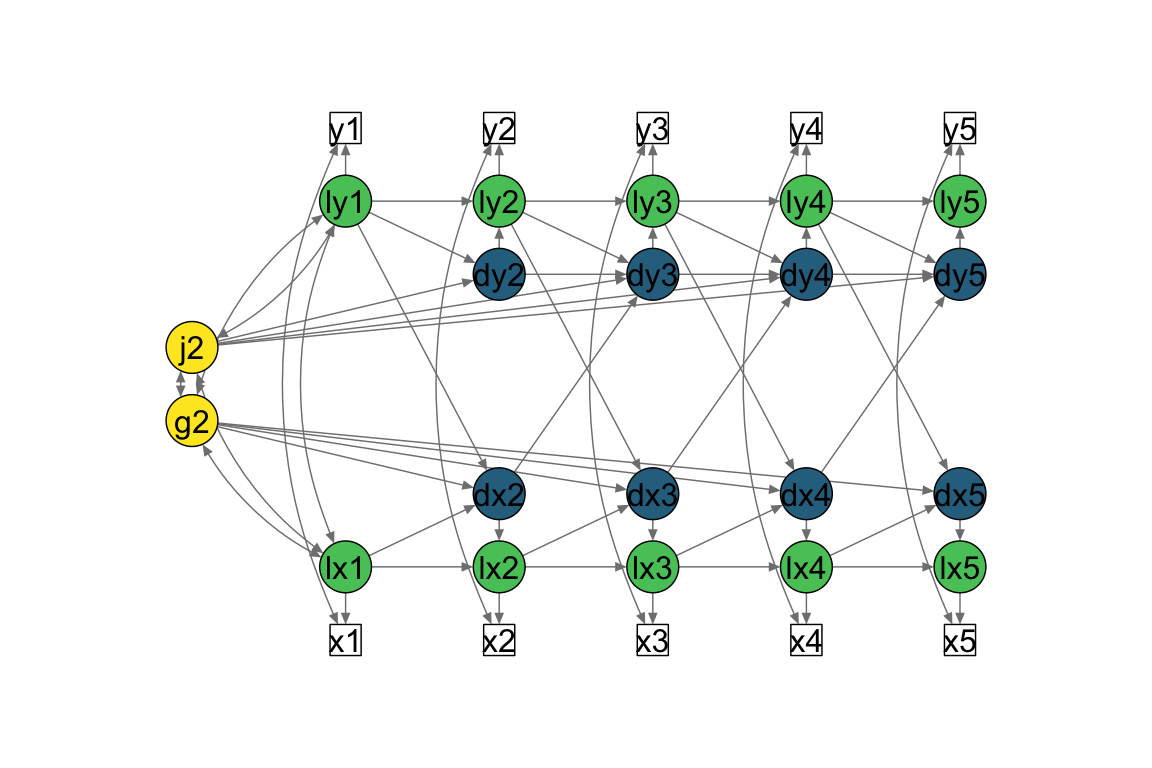 y1 y2 y3 y4 y5
ly1 ly2 ly3 ly4 ly5
dy2 dy3 dy4 dy5
j2
g2
dx2 dx3 dx4 dx5
lx1 lx2 lx3 lx4 lx5
x1 x2 x3 x4 x5